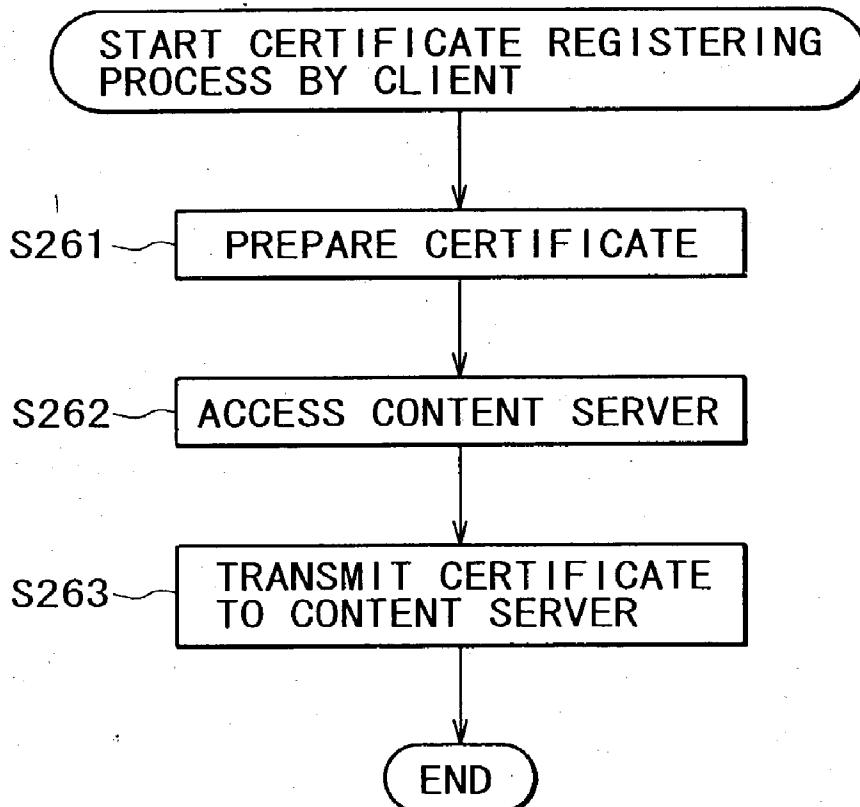 START CERTIFICATE REGISTERING
PROCESS BY CLIENT
S261
PREPARE CERTIFICATE
S262
ACCESS CONTENT SERVER
S263
TRANSMIT CERTIFICATE
TO CONTENT SERVER
END